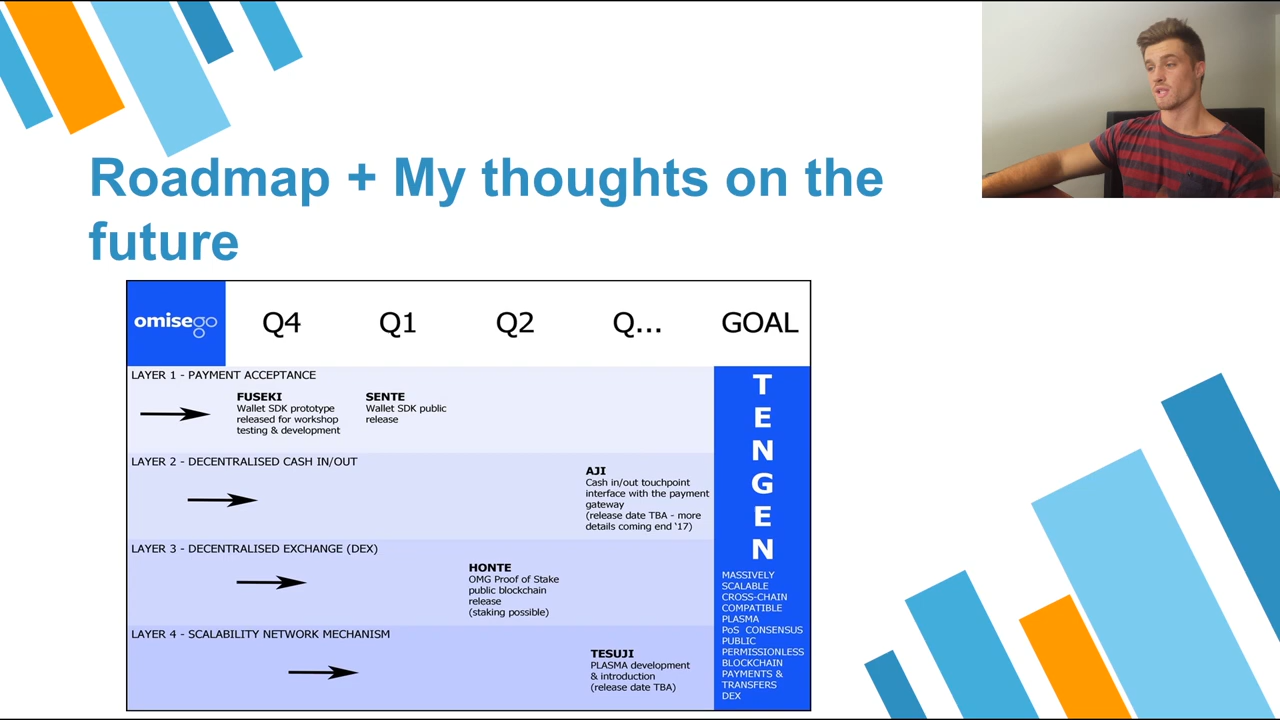 Roadmap + My thoughts on the
future
omisego
Q4
Q1
Q2
Q...
GOAL
LAYER 1 - PAYMENT ACCEPTANCE
FUSEKI
Wallet SDK prototype
released for workshop
testing & development
SENTE
Wallet SDK public
release
LAYER 2 - DECENTRALISED CASH IN/OUT
AJI
Cash in/out touchpoint
interface with the payment
gateway
(release date TBA - more
details coming end ‘17)
LAYER 3 - DECENTRALISED EXCHANGE (DEX)
HONTE
OMG Proof of Stake
public blockchain
release
(staking possible)
LAYER 4 - SCALABILITY NETWORK MECHANISM
TESUJI
PLASMA development
& introduction
(release date TBA)
T
E
N
G
E
N
MASSIVELY
SCALABLE
CROSS-CHAIN
COMPATIBLE
PLASMA
PoS CONSENSUS
PUBLIC
PERMISSIONLESS
BLOCKCHAIN
PAYMENTS &
TRANSFERS
DEX